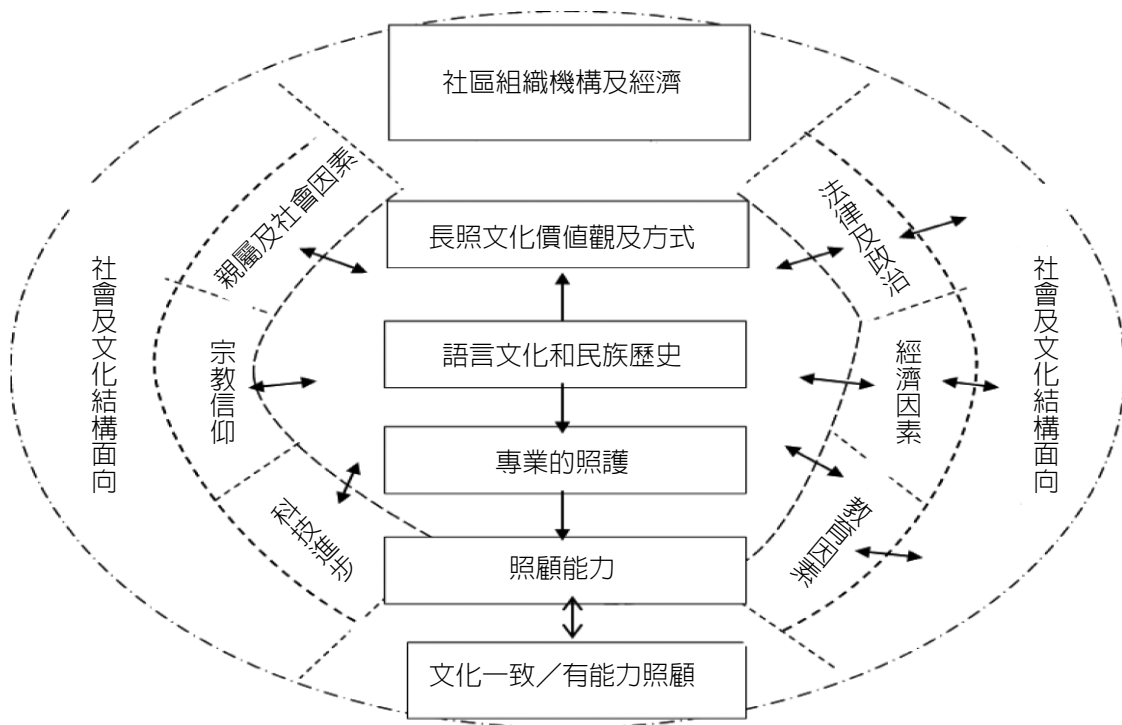 社區組織機構及經濟
親屬及社會因素
長照文化價值觀及方式
法律及政治
社會及文化結構面向
宗教信仰
語言文化和民族歷史
經濟因素
社會及文化結構面向
專業的照護
科技進步
照顧能力
教育因素
文化一致／有能力照顧